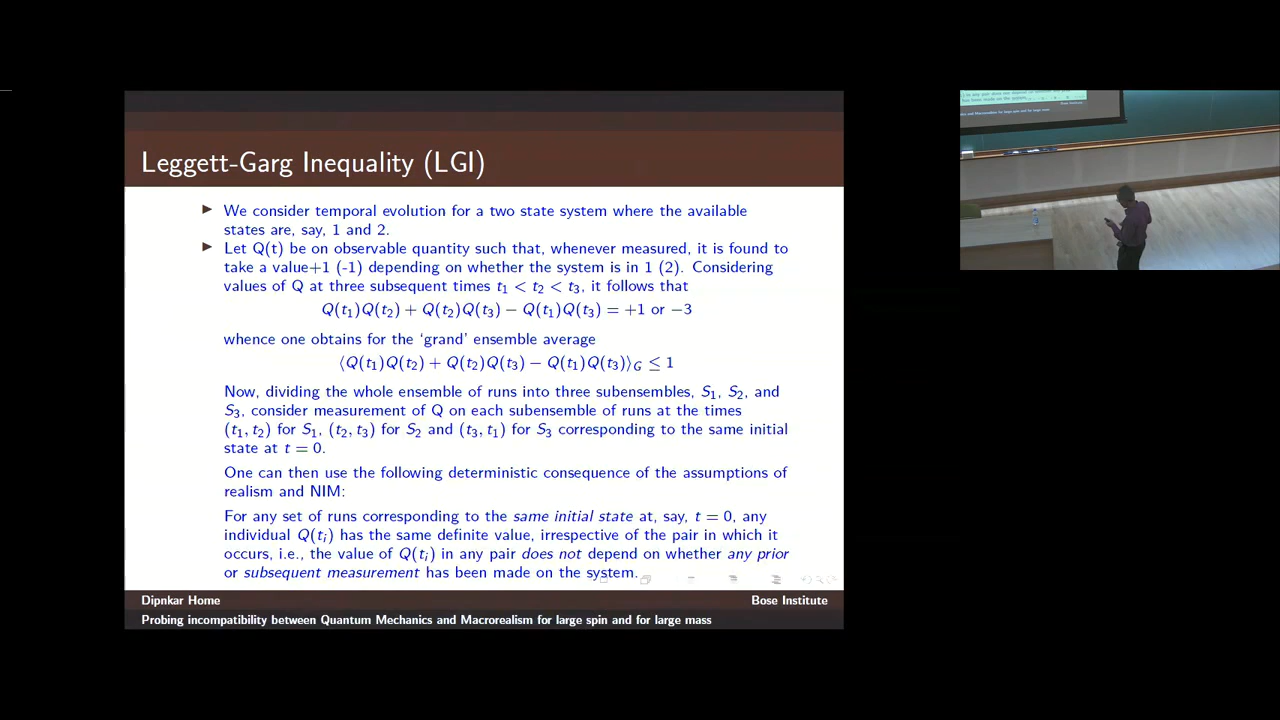 Leggett-Garg Inequality (LGI)
We consider temporal evolution for a two state system where the available
states are, say, 1 and 2.
Let Q(t) be on observable quantity such that, whenever measured, it is found to
take a value+1 (-1) depending on whether the system is in 1 (2). Considering
values of Q at three subsequent times t₁ < t₂ < t₃, it follows that
Q(t₁)Q(t₂) + Q(t₂)Q(t₃) − Q(t₁)Q(t₃) = +1 or −3
whence one obtains for the ‘grand’ ensemble average
⟨Q(t₁)Q(t₂) + Q(t₂)Q(t₃) − Q(t₁)Q(t₃)⟩G ≤ 1
Now, dividing the whole ensemble of runs into three subensembles, S₁, S₂, and
S₃, consider measurement of Q on each subensemble of runs at the times
(t₁, t₂) for S₁, (t₂, t₃) for S₂ and (t₃, t₁) for S₃ corresponding to the same initial
state at t = 0.
One can then use the following deterministic consequence of the assumptions of
realism and NIM:
For any set of runs corresponding to the same initial state at, say, t = 0, any
individual Q(tᵢ) has the same definite value, irrespective of the pair in which it
occurs, i.e., the value of Q(tᵢ) in any pair does not depend on whether any prior
or subsequent measurement has been made on the system.
Dipnkar Home
Bose Institute
Probing incompatibility between Quantum Mechanics and Macrorealism for large spin and for large mass